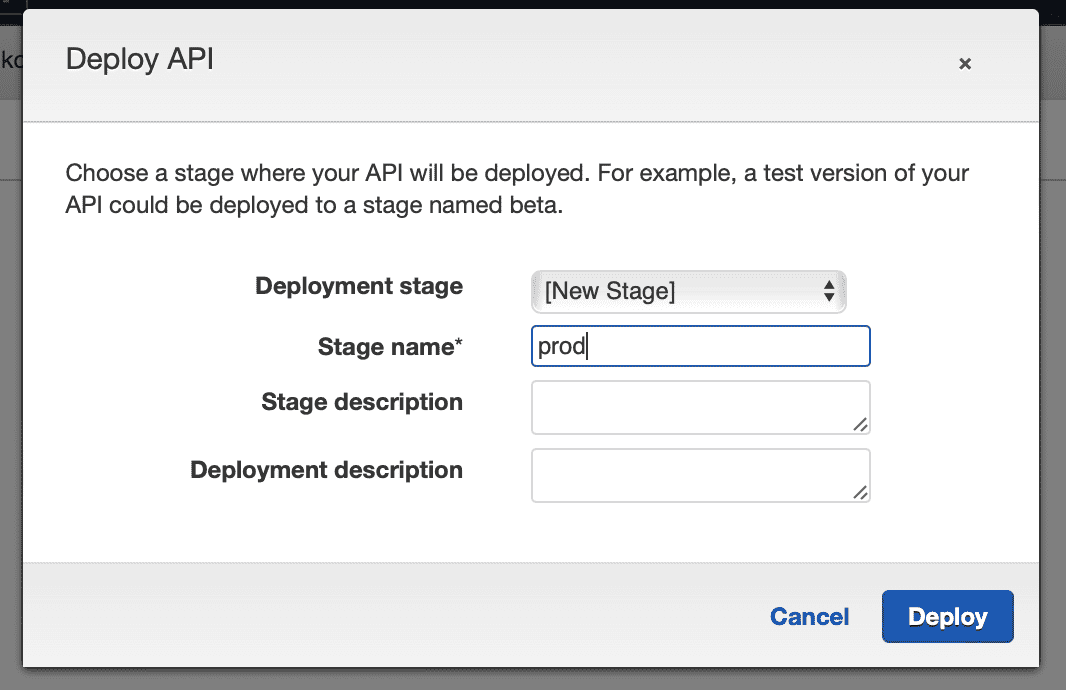 Deploy API
×
Choose a stage where your API will be deployed. For example, a test version of your
API could be deployed to a stage named beta.
Deployment stage [New Stage]
Stage name* prod
Stage description
Deployment description
Cancel Deploy